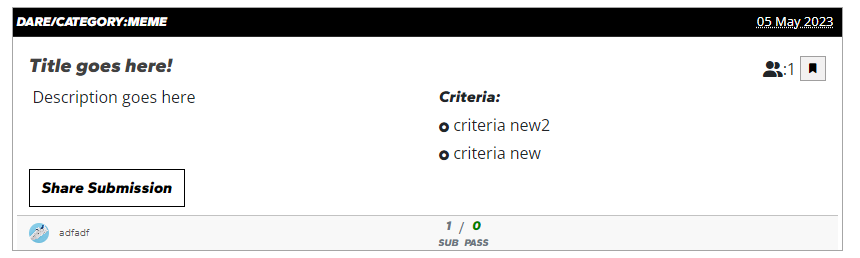 DARE/CATEGORY:MEME 05 May 2023
Title goes here! :1
Description goes here
Criteria:
criteria new2
criteria new
Share Submission
adfadf
1 / 0
SUB PASS